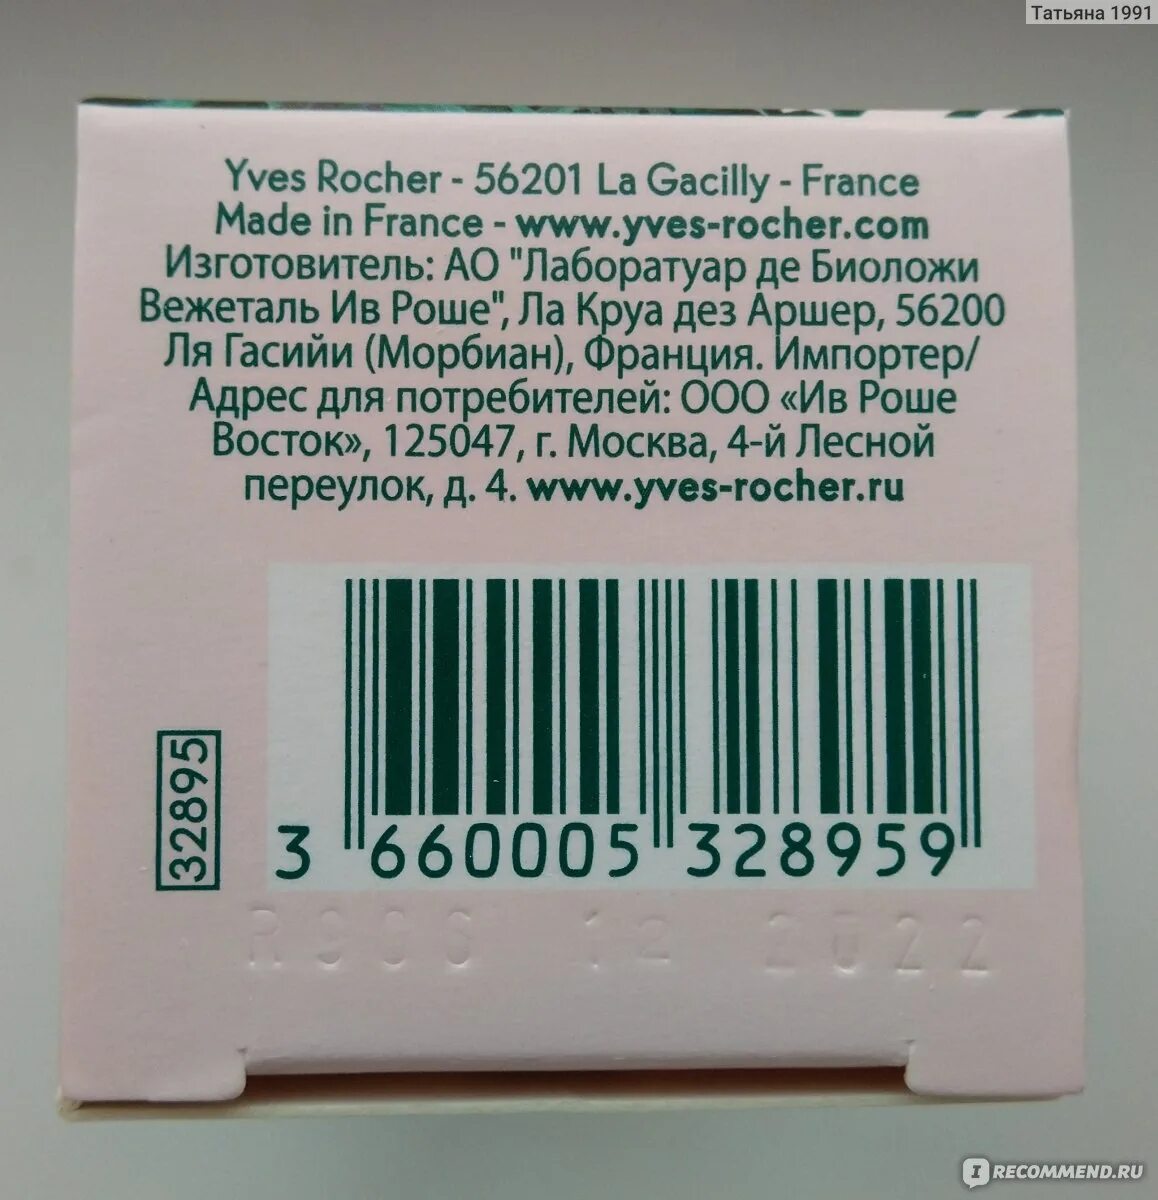 Татьяна 1991
Yves Rocher - 56201 La Gacilly - France
Made in France - www.yves-rocher.com
Изготовитель: АО "Лаборатуар де Биоложи
Вежеталь Ив Роше", Ла Круа дез Аршер, 56200
Ля Гасийи (Морбиан), Франция. Импортер/
Адрес для потребителей: ООО «Ив Роше
Восток», 125047, г. Москва, 4-й Лесной
переулок, д. 4. www.yves-rocher.ru
32895
3 660005 328959
12 2022
IRECOMMEND.RU